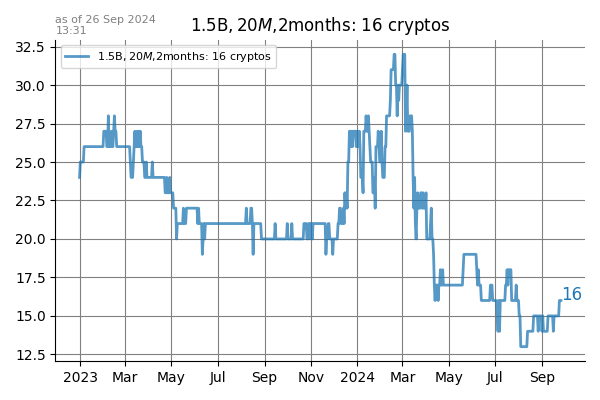 as of 26 Sep 2024
13:31
1.5B, 20M,2months: 16 cryptos
1.5B, 20M,2months: 16 cryptos
32.5
30.0
27.5
25.0
22.5
20.0
17.5
15.0
12.5
16
2023 Mar May Jul Sep Nov 2024 Mar May Jul Sep